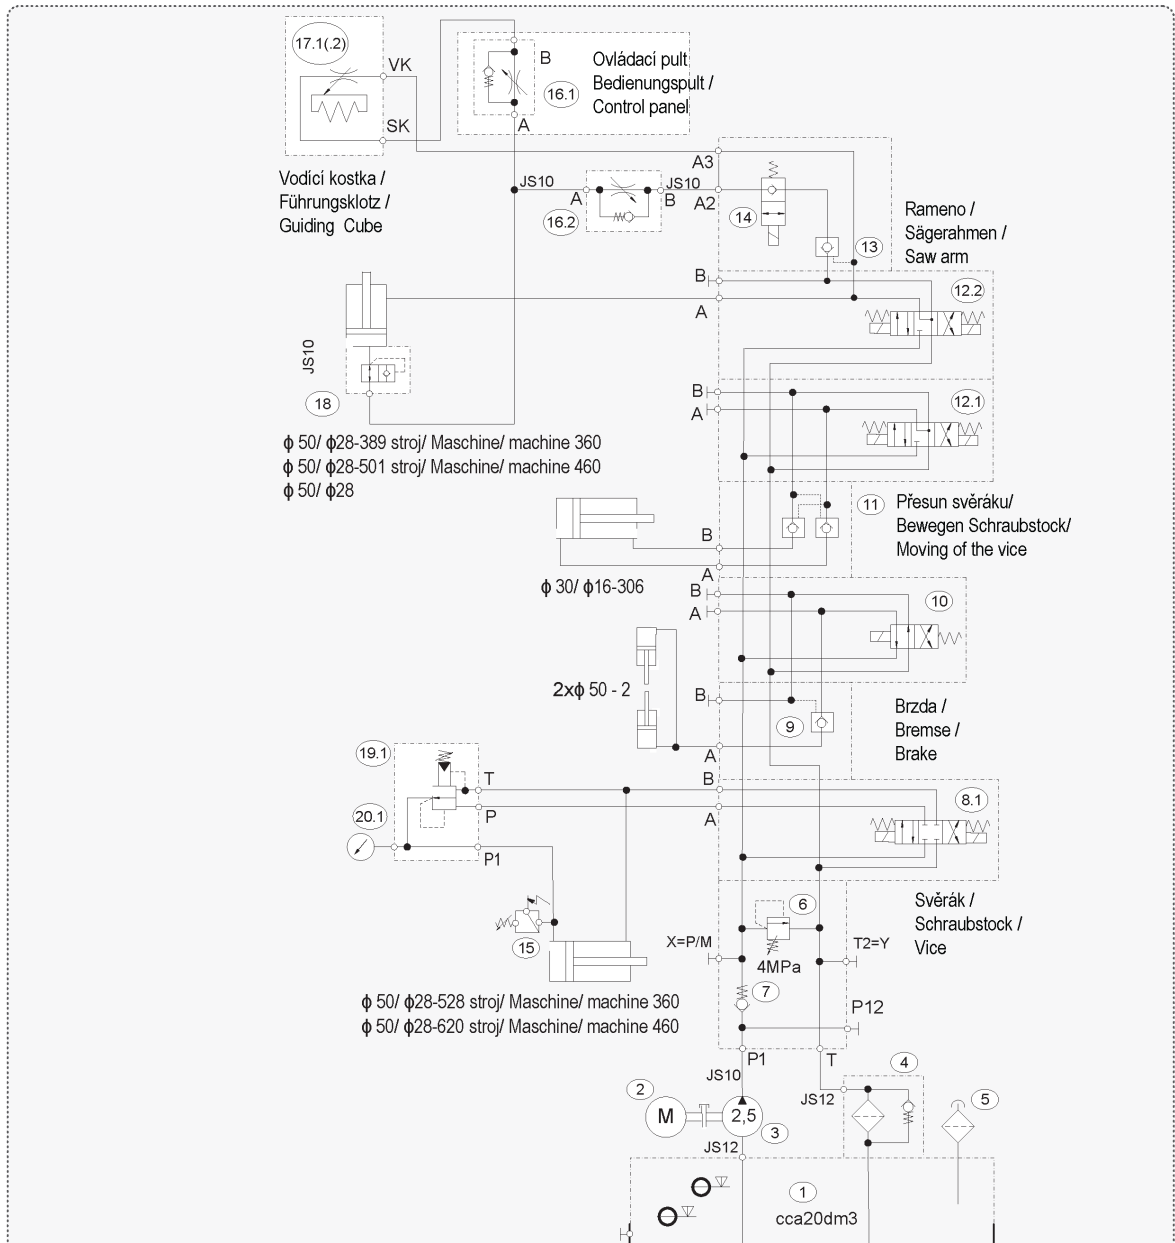 17.1(.2)
VK
SK
Vodící kostka /
Führungsklotz /
Guiding Cube
B
16.1
A
Ovládací pult
Bedienungspult /
Control panel
JS10
A
16.2
B
JS10
A3
A2
14
13
Rameno /
Sägerahmen /
Saw arm
B
A
12.2
JS10
18
B
A
12.1
ϕ 50/ ϕ28-389 stroj/ Maschine/ machine 360
ϕ 50/ ϕ28-501 stroj/ Maschine/ machine 460
ϕ 50/ ϕ28
11
Přesun svěráku/
Bewegen Schraubstock/
Moving of the vice
B
A
ϕ 30/ ϕ16-306
B
A
10
2xϕ 50 - 2
B
9
A
Brzda /
Bremse /
Brake
19.1
T
P
20.1
P1
B
A
8.1
15
6
4MPa
X=P/M
T2=Y
7
P12
Svěrák /
Schraubstock /
Vice
ϕ 50/ ϕ28-528 stroj/ Maschine/ machine 360
ϕ 50/ ϕ28-620 stroj/ Maschine/ machine 460
P1
T
JS10
4
2
M
2,5
3
JS12
5
JS12
1
cca20dm3